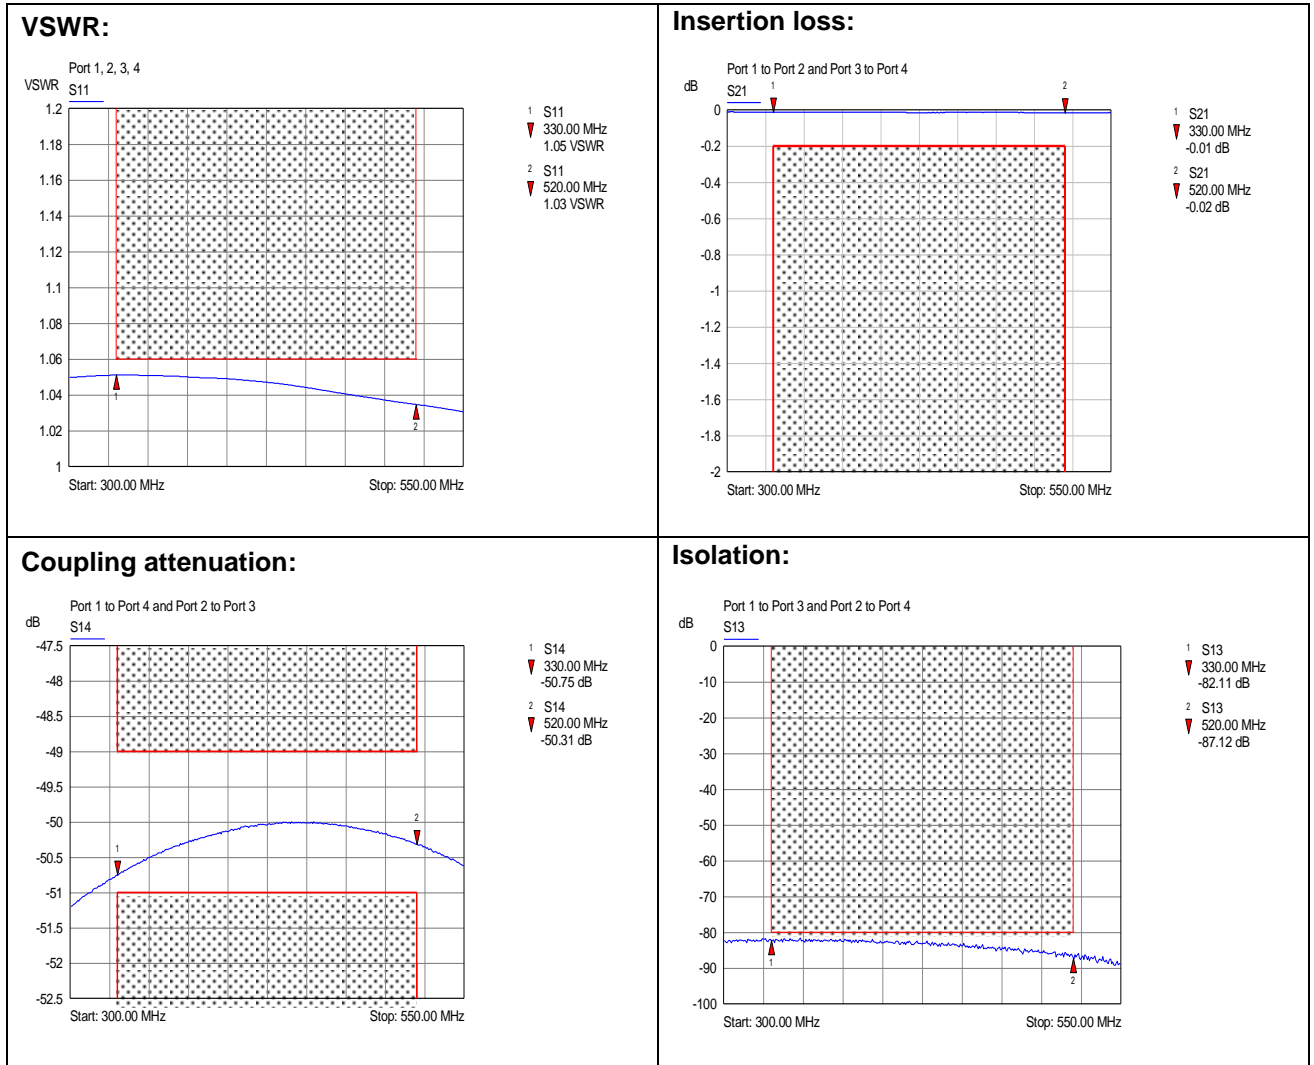 VSWR:
Port 1, 2, 3, 4
VSWR
S11
1.2
1.18
1.16
1.14
1.12
1.1
1.08
1.06
1.04
1.02
1
1
2
Start: 300.00 MHz Stop: 550.00 MHz
1 S11
330.00 MHz
1.05 VSWR
2 S11
520.00 MHz
1.03 VSWR
Insertion loss:
Port 1 to Port 2 and Port 3 to Port 4
dB
S21
1 2
0
-0.2
-0.4
-0.6
-0.8
-1
-1.2
-1.4
-1.6
-1.8
-2
Start: 300.00 MHz Stop: 550.00 MHz
1 S21
330.00 MHz
-0.01 dB
2 S21
520.00 MHz
-0.02 dB
Coupling attenuation:
Port 1 to Port 4 and Port 2 to Port 3
dB
S14
-47.5
-48
-48.5
-49
-49.5
-50
-50.5
-51
-51.5
-52
-52.5
1
2
Start: 300.00 MHz Stop: 550.00 MHz
1 S14
330.00 MHz
-50.75 dB
2 S14
520.00 MHz
-50.31 dB
Isolation:
Port 1 to Port 3 and Port 2 to Port 4
dB
S13
0
-10
-20
-30
-40
-50
-60
-70
-80
-90
-100
1
2
Start: 300.00 MHz Stop: 550.00 MHz
1 S13
330.00 MHz
-82.11 dB
2 S13
520.00 MHz
-87.12 dB